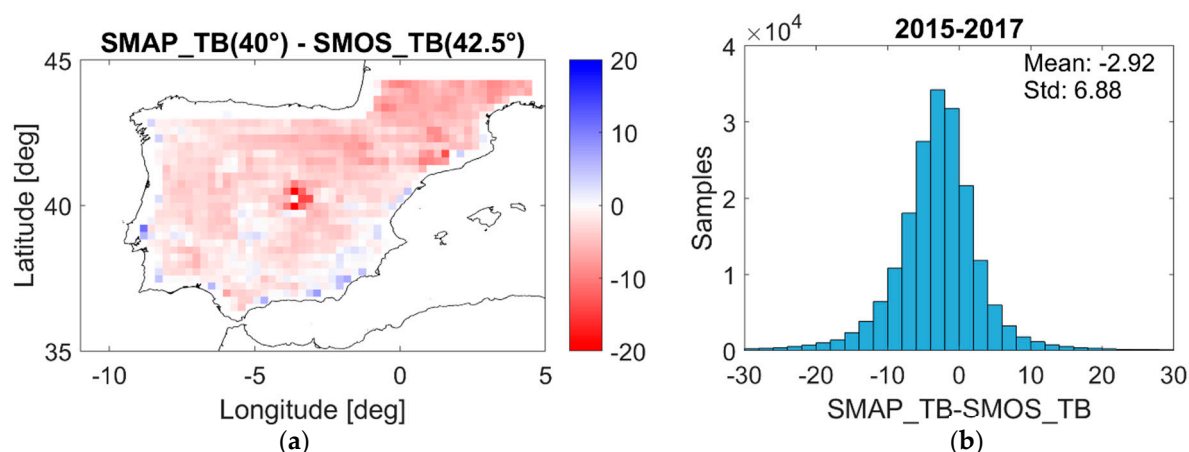 SMAP_TB(40°) - SMOS_TB(42.5°)
45
40
35
Latitude [deg]
-10
-5
0
5
Longitude [deg]
20
10
0
-10
-20
(a)
2015-2017
×10⁴
Mean: -2.92
Std: 6.88
4
3
2
1
0
Samples
-30
-20
-10
0
10
20
30
SMAP_TB-SMOS_TB
(b)